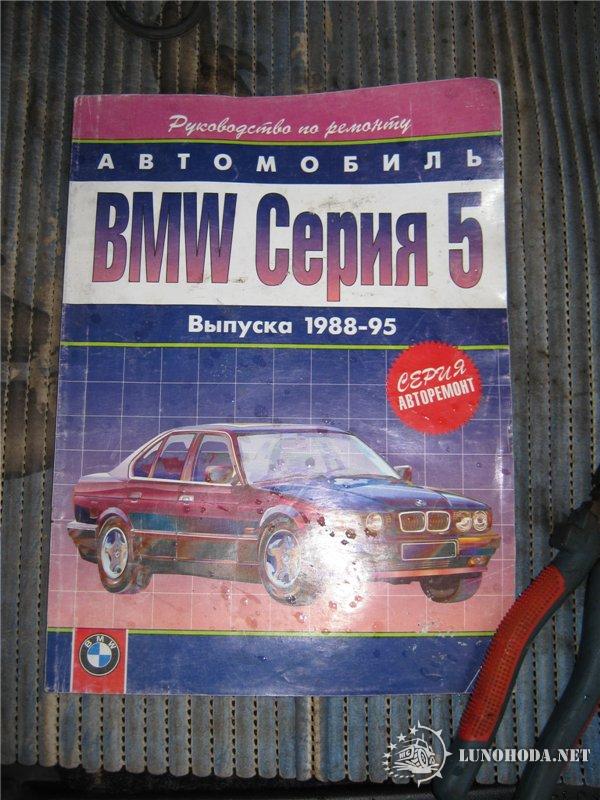 Руководство по ремонту
АВТОМОБИЛЬ
BMW Серия 5
Выпуска 1988-95
СЕРИЯ
АВТОРЕМОНТ
BMW
LUNOHODA.NET